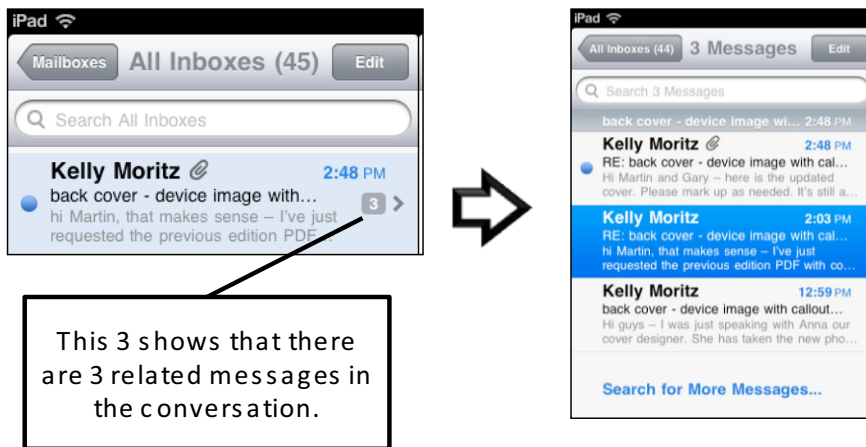 iPad
Mailboxes All Inboxes (45) Edit
Search All Inboxes
Kelly Moritz 2:48 PM
back cover - device image with...
3
hi Martin, that makes sense – I've just
requested the previous edition PDF...
This 3 shows that there
are 3 related messages in
the conversation.
iPad
All Inboxes (44) 3 Messages Edit
Search 3 Messages
back cover - device image wi... 2:48 PM
Kelly Moritz 2:48 PM
RE: back cover - device image with cal...
Hi Martin and Gary – here is the updated
cover. Please mark up as needed. It's still a...
Kelly Moritz 2:03 PM
RE: back cover - device image with cal...
hi Martin, that makes sense – I've just
requested the previous edition PDF with co...
Kelly Moritz 12:59 PM
back cover - device image with callout...
Hi guys – I was just speaking with Anna our
cover designer. She has taken the new pho...
Search for More Messages...